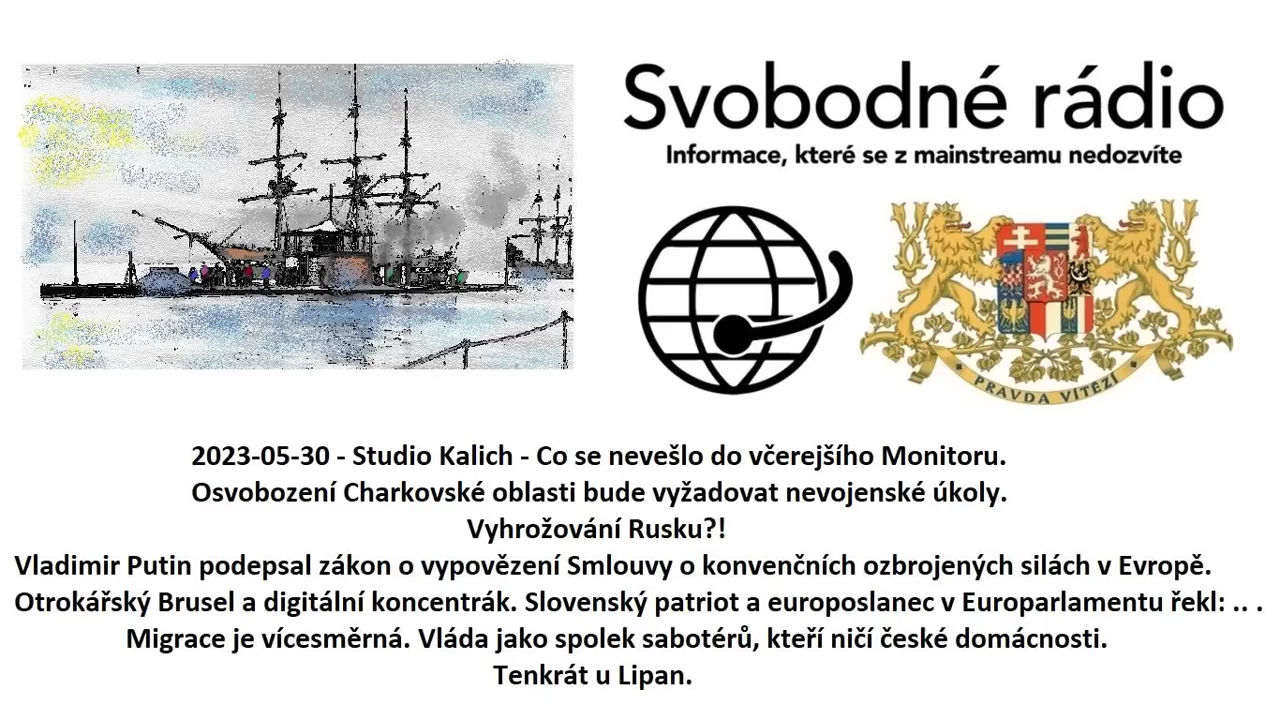 Svobodné rádio
Informace, které se z mainstreamu nedozvíte
PRAVDA VÍTĚZÍ
2023-05-30 - Studio Kalich - Co se nevešlo do včerejšího Monitoru.
Osvobození Charkovské oblasti bude vyžadovat nevojenské úkoly.
Vyhrožování Rusku?!
Vladimir Putin podepsal zákon o vypovězení Smlouvy o konvenčních ozbrojených silách v Evropě.
Otrokářský Brusel a digitální koncentrák. Slovenský patriot a europoslanec v Europarlamentu řekl: .. .
Migrace je vícesměrná. Vláda jako spolek sabotérů, kteří ničí české domácnosti.
Tenkrát u Lipan.